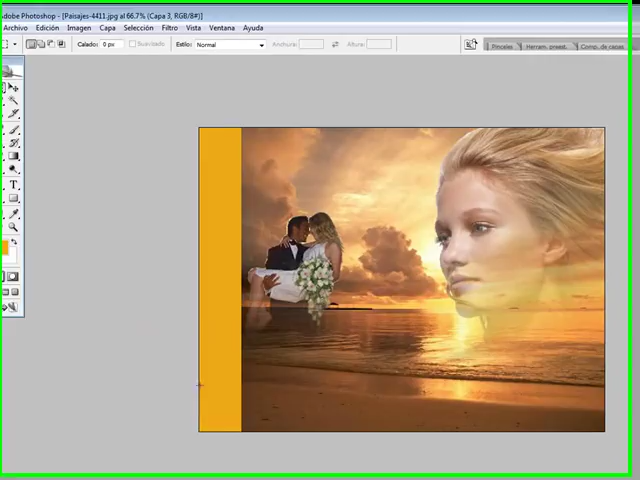 Adobe Photoshop - [Paisajes-4411.jpg al 66.7% (Capa 3, RGB/8#)]
Archivo Edición Imagen Capa Selección Filtro Vista Ventana Ayuda
Calado: 0 px Suavizado Estilo: Normal Anchura: Altura: Pinceles Herram. preest. Comp. de capas
T